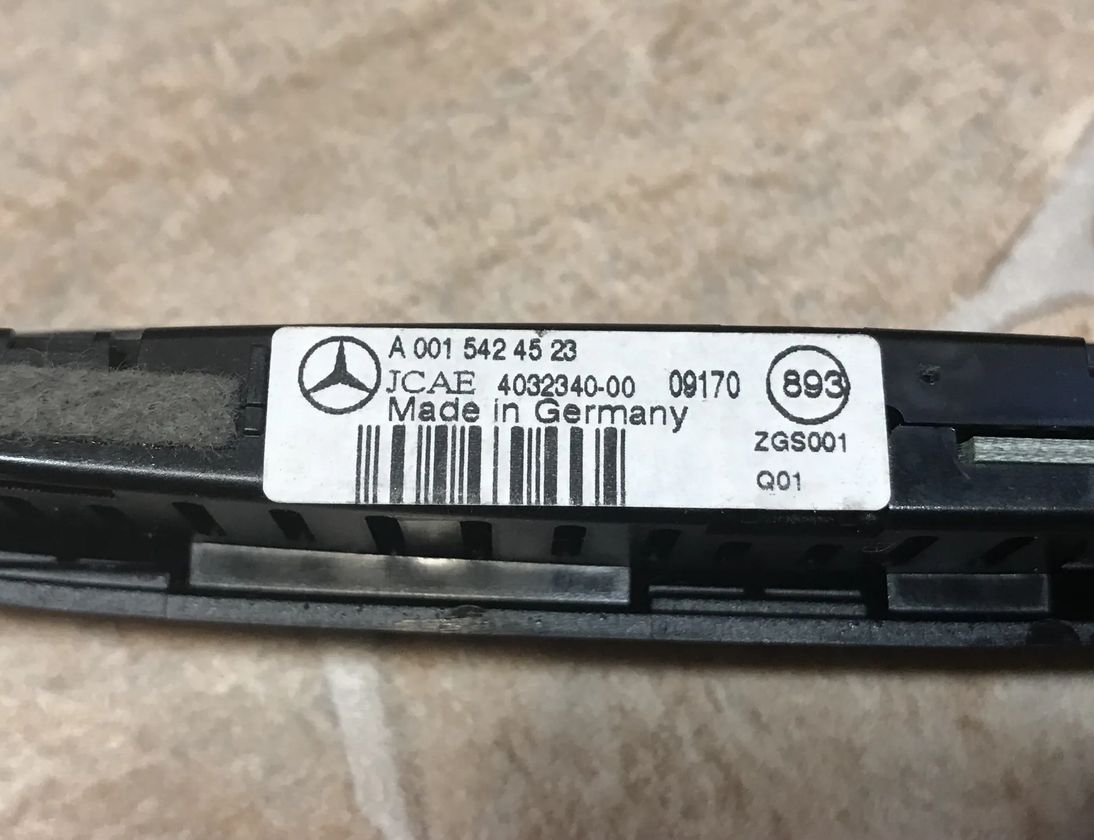 A 001 542 45 23
JCAE 4032340-00 09170
893
Made in Germany
ZGS001
Q01